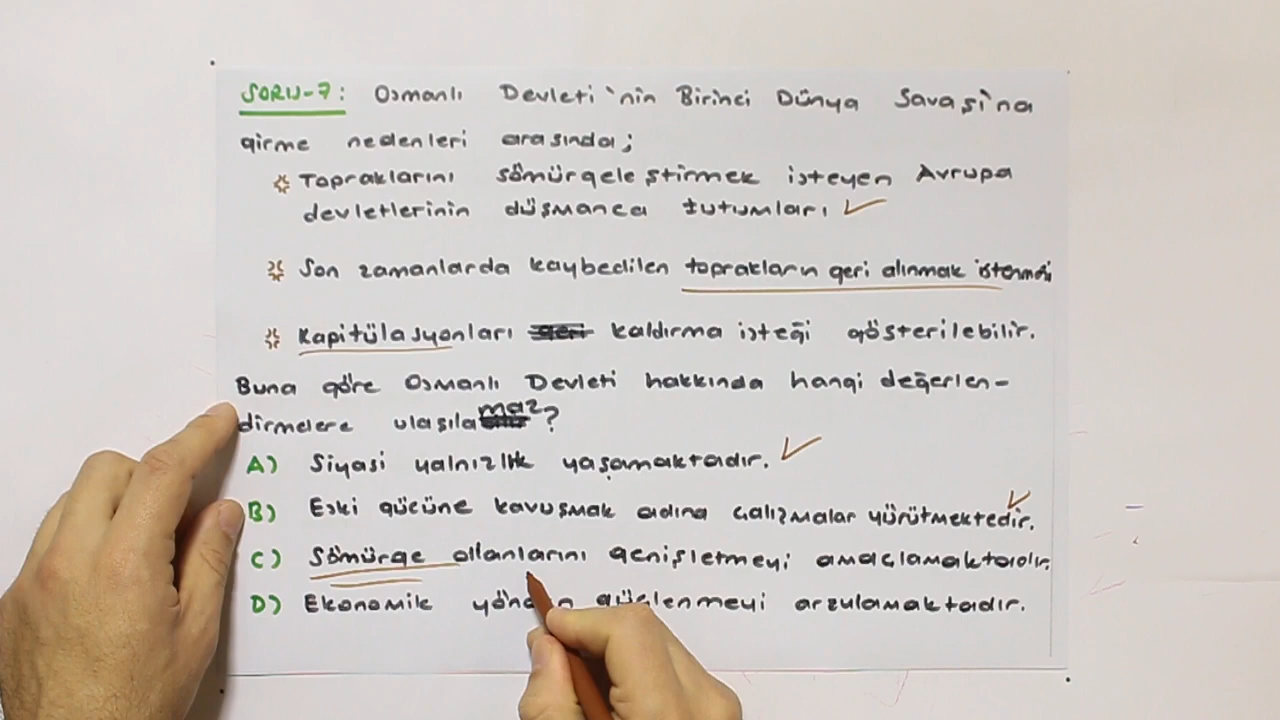 SORU-7: Osmanlı Devleti'nin Birinci Dünya Savaşı'na
girme nedenleri arasında;
Topraklarını sömürgeleştirmek isteyen Avrupa
devletlerinin düşmanca tutumları
Son zamanlarda kaybedilen toprakların geri alınmak istenmesi
Kapitülasyonları kaldırma isteği gösterilebilir.
Buna göre Osmanlı Devleti hakkında hangi değerlen-
dirmelere ulaşılamaz?
A) Siyasi yalnızlık yaşamaktadır.
B) Eski gücüne kavuşmak adına çalışmalar yürütmektedir.
C) Sömürge alanlarını genişletmeyi amaçlamaktadır.
D) Ekonomik yönden güçlenmeyi arzulamaktadır.